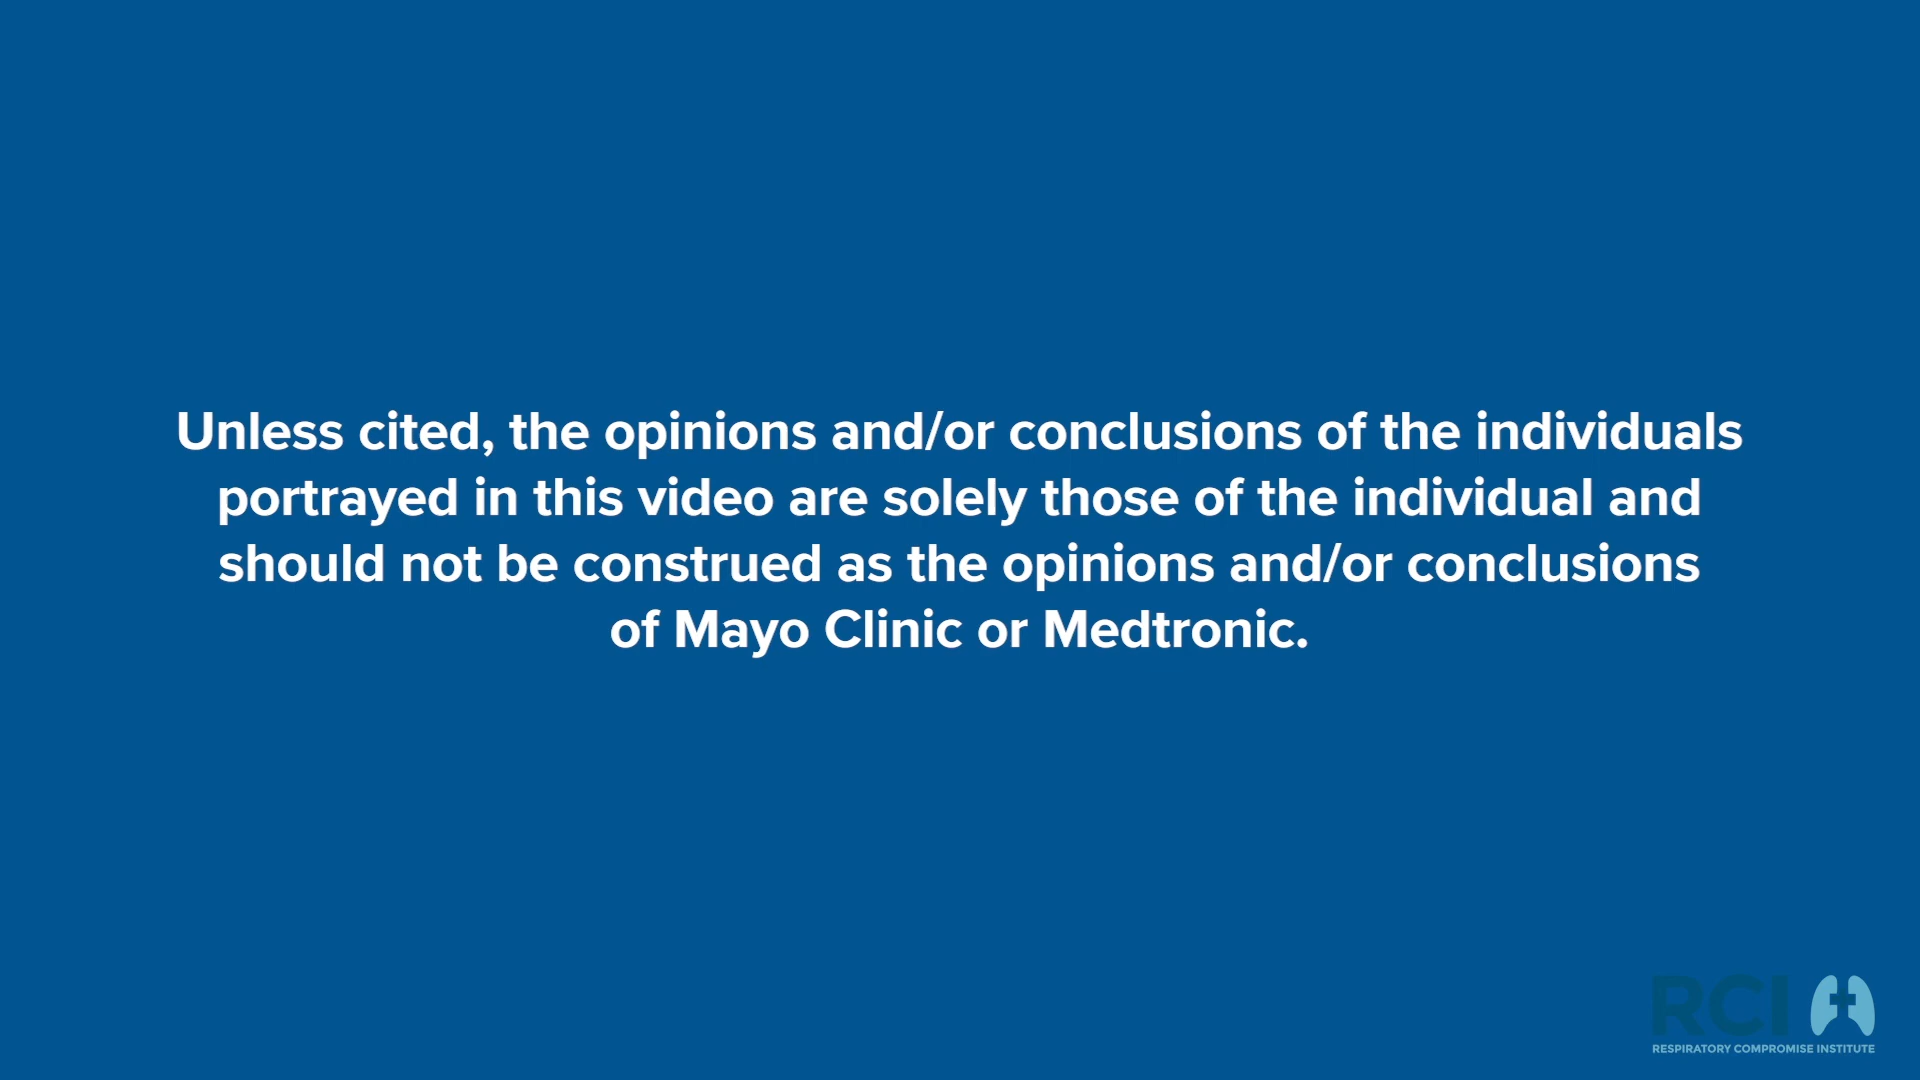 Unless cited, the opinions and/or conclusions of the individuals
portrayed in this video are solely those of the individual and
should not be construed as the opinions and/or conclusions
of Mayo Clinic or Medtronic.
RCI
RESPIRATORY COMPROMISE INSTITUTE